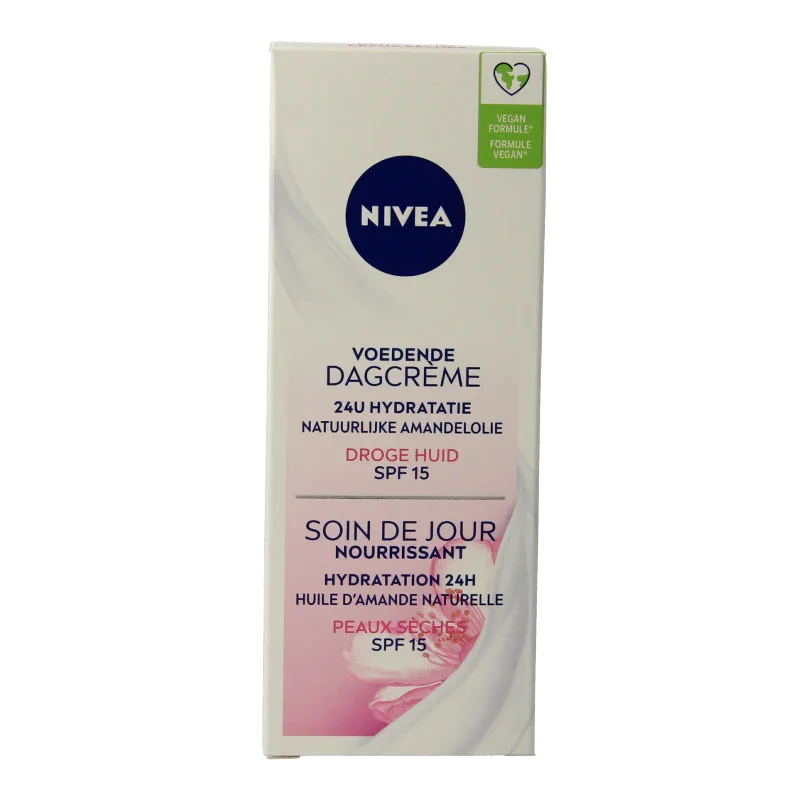 VEGAN
FORMULE*
FORMULE
VEGAN*
NIVEA
VOEDENDE
DAGCRÈME
24U HYDRATATIE
NATUURLIJKE AMANDELOLIE
DROGE HUID
SPF 15
SOIN DE JOUR
NOURRISSANT
HYDRATATION 24H
HUILE D'AMANDE NATURELLE
PEAUX SÈCHES
SPF 15